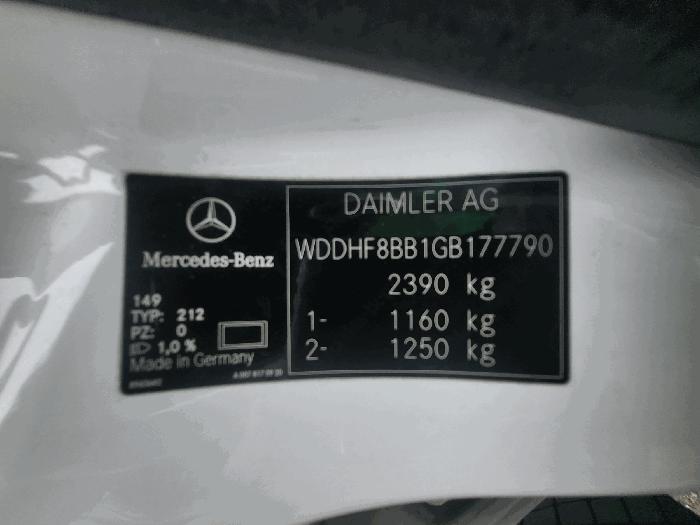 Mercedes-Benz
149
TYP: 212
PZ: 0
1,0 %
Made in Germany
DAIMLER AG
WDDHF8BB1GB177790
2390 kg
1- 1160 kg
2- 1250 kg